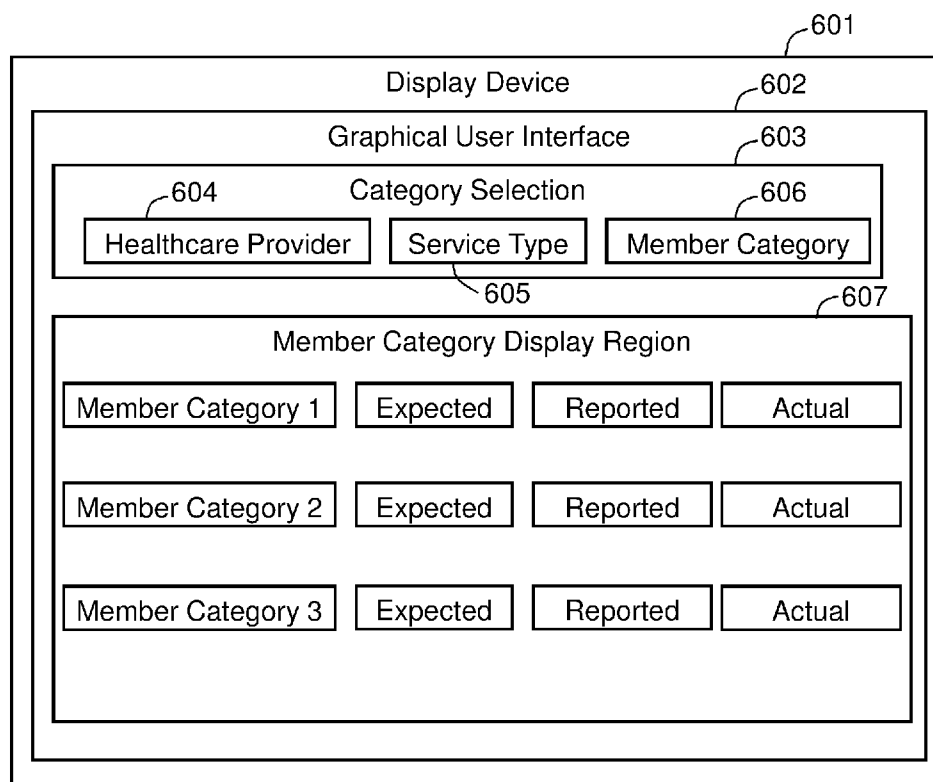 601
Display Device
602
Graphical User Interface
603
Category Selection
604
606
Healthcare Provider Service Type Member Category
605
607
Member Category Display Region
Member Category 1 Expected Reported Actual
Member Category 2 Expected Reported Actual
Member Category 3 Expected Reported Actual